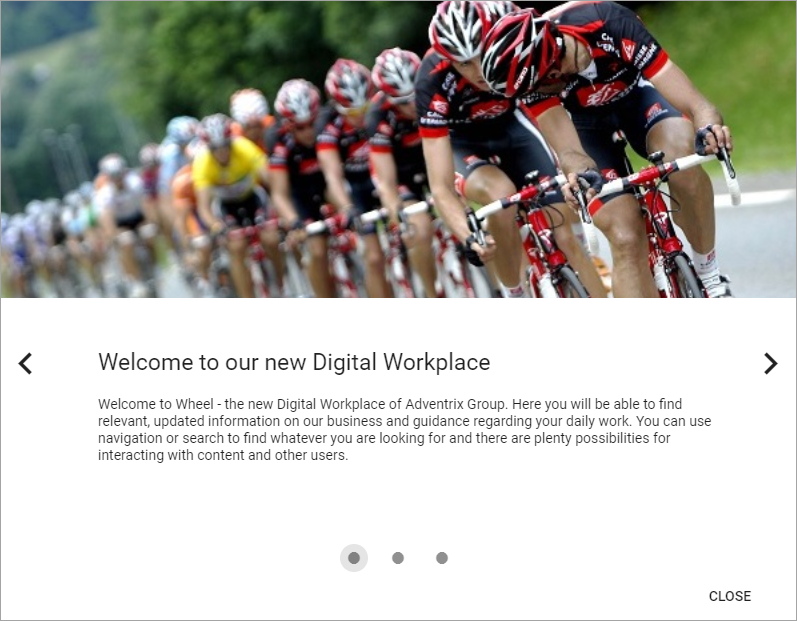 Welcome to our new Digital Workplace
Welcome to Wheel - the new Digital Workplace of Adventrix Group. Here you will be able to find
relevant, updated information on our business and guidance regarding your daily work. You can use
navigation or search to find whatever you are looking for and there are plenty possibilities for
interacting with content and other users.
CLOSE